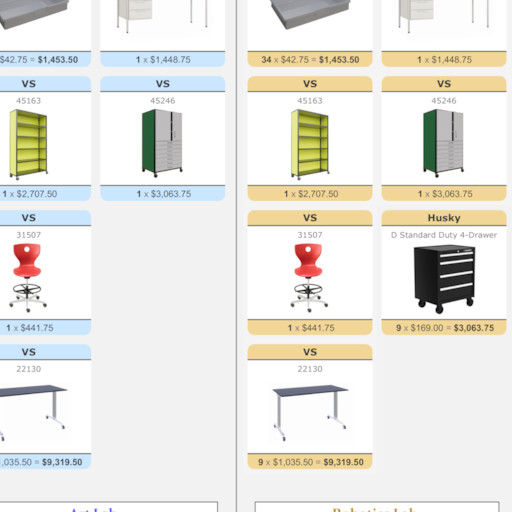 $42.75 = $1,453.50
1 x $1,448.75
34 x $42.75 = $1,453.50
1 x $1,448.75
VS
VS
VS
VS
45163
45246
45163
45246
1 x $2,707.50
1 x $3,063.75
1 x $2,707.50
1 x $3,063.75
VS
VS
Husky
31507
31507
D Standard Duty 4-Drawer
1 x $441.75
1 x $441.75
9 x $169.00 = $3,063.75
VS
VS
22130
22130
,035.50 = $9,319.50
9 x $1,035.50 = $9,319.50
Art Lab
Robotics Lab